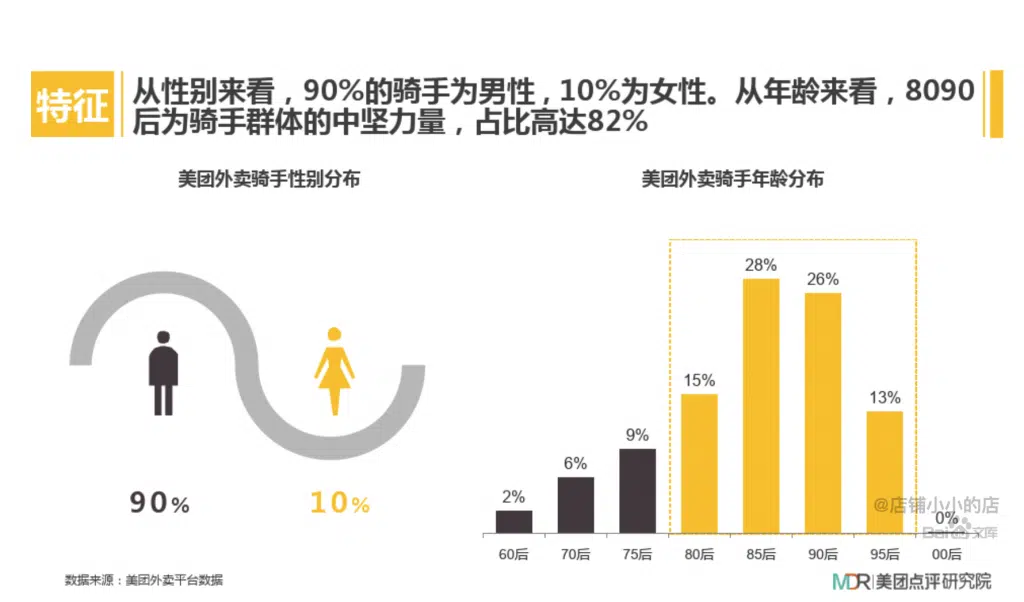 特征
从性别来看，90%的骑手为男性，10%为女性。从年龄来看，8090
后为骑手群体的中坚力量，占比高达82%
美团外卖骑手性别分布
美团外卖骑手年龄分布
90%
10%
28%
26%
15%
13%
9%
6%
2%
0%
60后
70后
75后
80后
85后
90后
95后
00后
@店铺小小的店
Bai 文库
数据来源：美团外卖平台数据
MDR 美团点评研究院